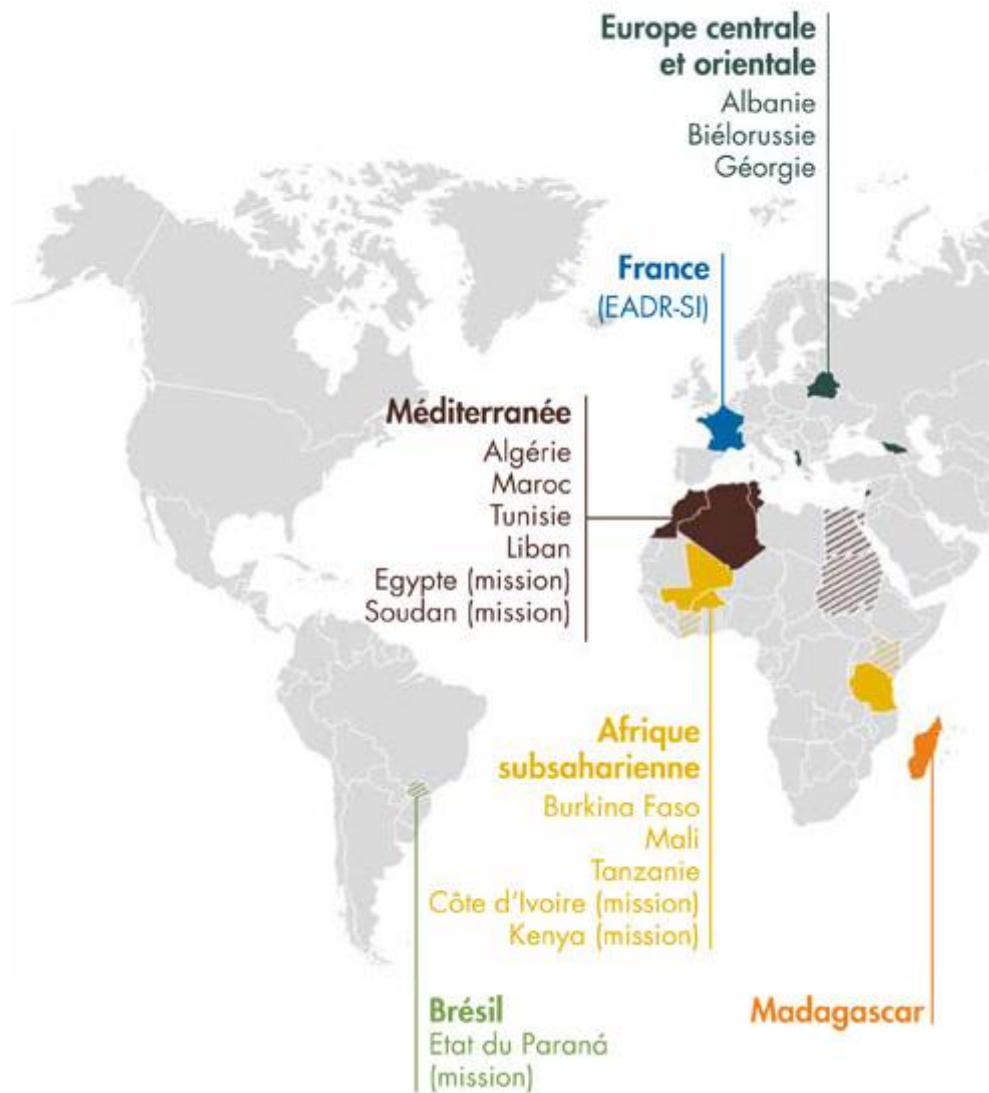 Europe centrale
et orientale
Albanie
Biélorussie
Géorgie
France
(EADR-SI)
Méditerranée
Algérie
Maroc
Tunisie
Liban
Egypte (mission)
Soudan (mission)
Afrique
subsaharienne
Burkina Faso
Mali
Tanzanie
Côte d'Ivoire (mission)
Kenya (mission)
Brésil
Etat du Paraná
(mission)
Madagascar